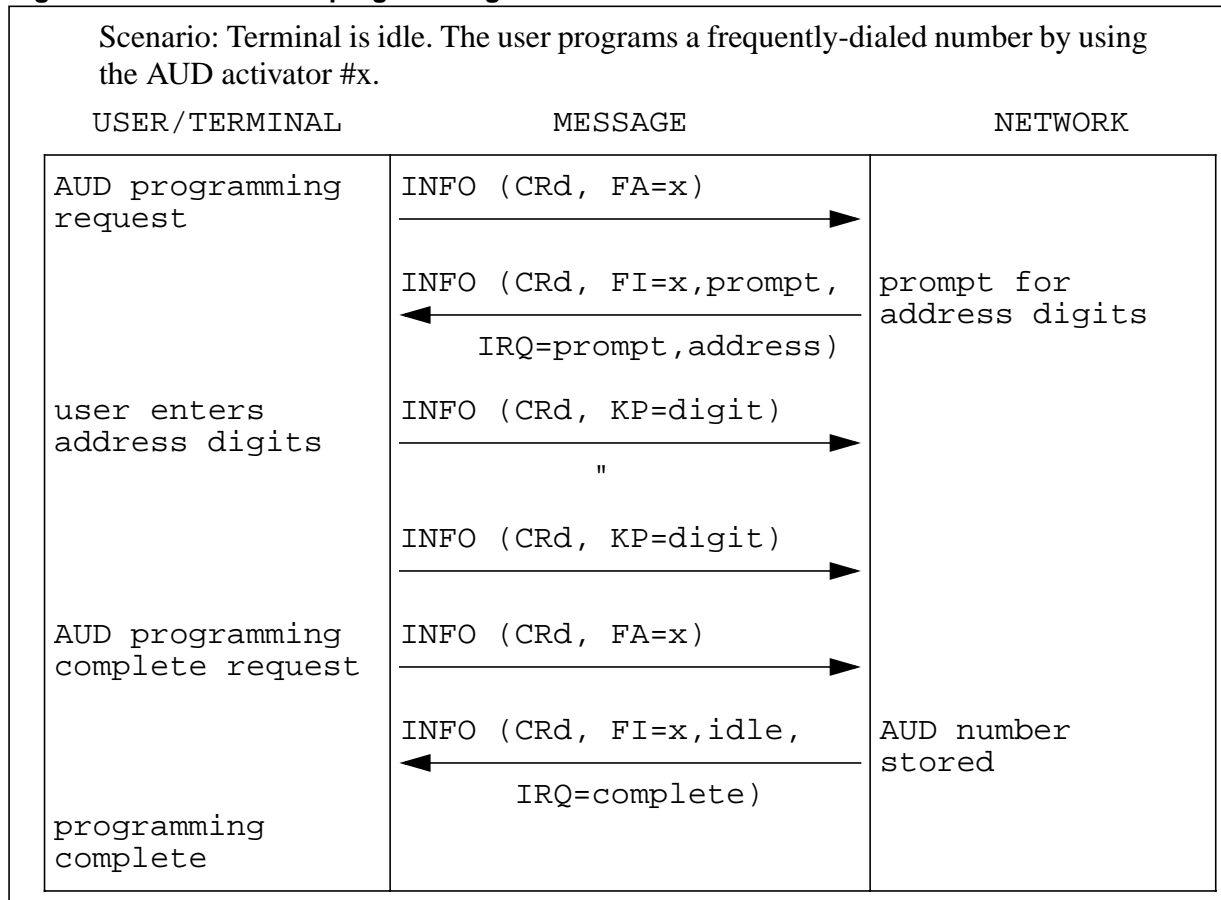 Scenario: Terminal is idle. The user programs a frequently-dialed number by using
the AUD activator #x.
USER/TERMINAL MESSAGE NETWORK
AUD programming
request
INFO (CRd, FA=x)
INFO (CRd, FI=x,prompt,
IRQ=prompt,address)
prompt for
address digits
user enters
address digits
INFO (CRd, KP=digit)
"
INFO (CRd, KP=digit)
AUD programming
complete request
INFO (CRd, FA=x)
INFO (CRd, FI=x,idle,
IRQ=complete)
AUD number
stored
programming
complete